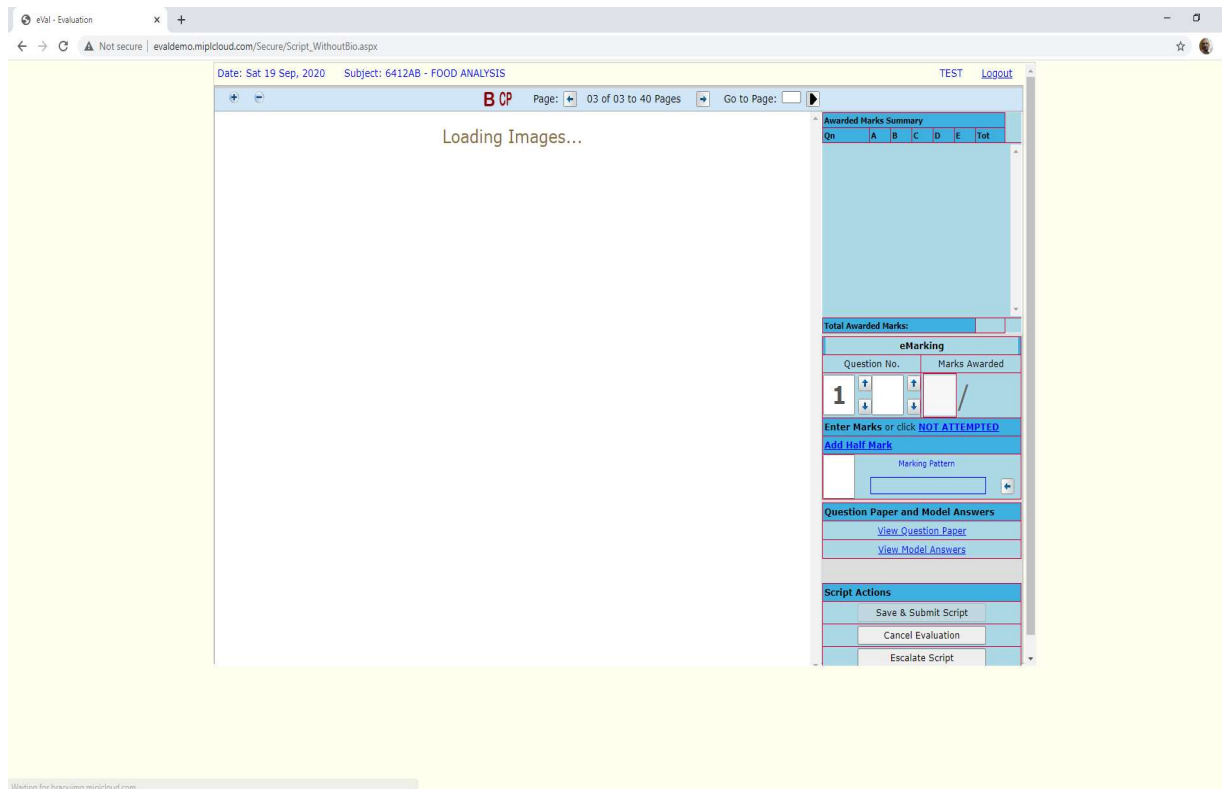 eVal - Evaluation
Not secure | evaldemo.miplcloud.com/Secure/Script_WithoutBio.aspx
Date: Sat 19 Sep, 2020 Subject: 6412AB - FOOD ANALYSIS TEST Logout
B CP Page: 03 of 03 to 40 Pages Go to Page:
Loading Images...
Awarded Marks Summary
Qn A B C D E Tot
Total Awarded Marks:
eMarking
Question No. Marks Awarded
1 /
Enter Marks or click NOT ATTEMPTED
Add Half Mark
Marking Pattern
Question Paper and Model Answers
View Question Paper
View Model Answers
Script Actions
Save & Submit Script
Cancel Evaluation
Escalate Script